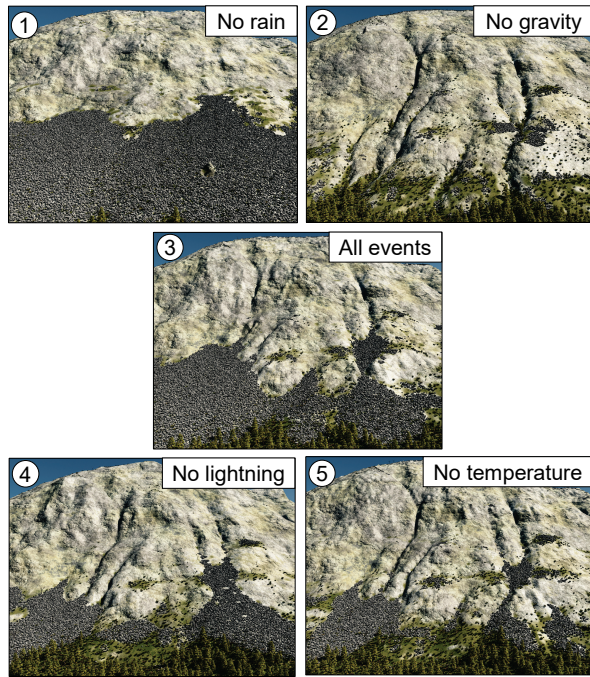 1 No rain
2 No gravity
3 All events
4 No lightning
5 No temperature